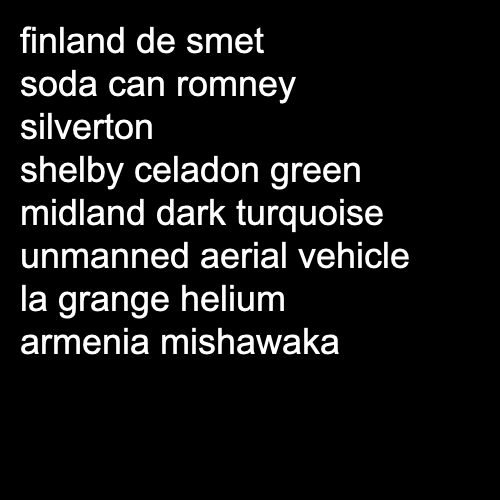 finland de smet
soda can romney
silverton
shelby celadon green
midland dark turquoise
unmanned aerial vehicle
la grange helium
armenia mishawaka